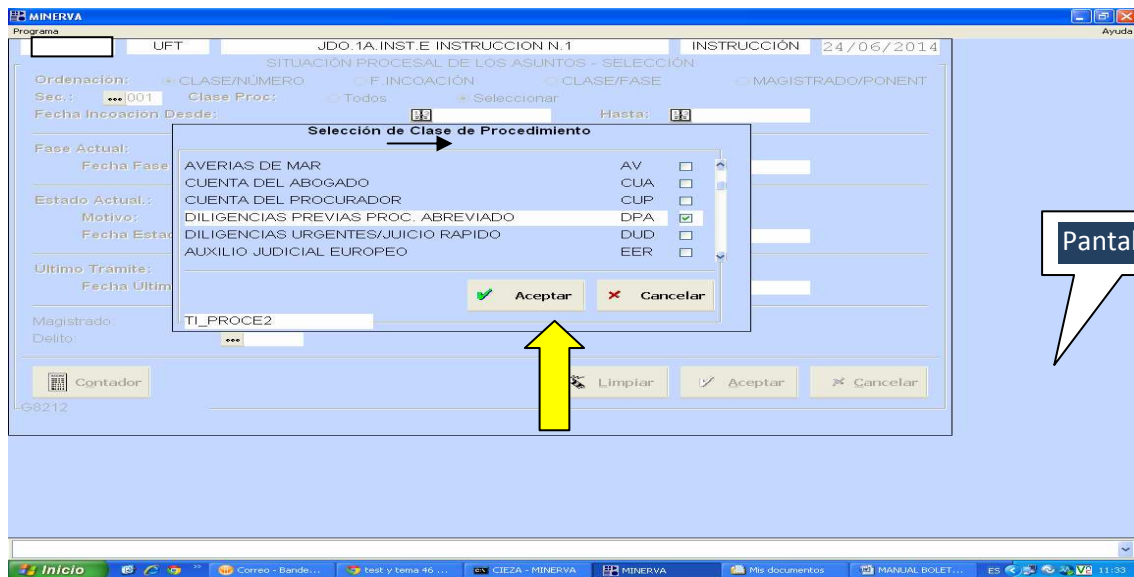 MINERVA
Programa
Ayuda
UFT JDO.1A.INST.E INSTRUCCION N.1 INSTRUCCIÓN 24/06/2014
SITUACIÓN PROCESAL DE LOS ASUNTOS - SELECCIÓN
Ordenación: CLASE/NÚMERO F.INCOACIÓN CLASE/FASE MAGISTRADO/PONENT
Sec.: 001 Clase Proc: Todos Seleccionar
Fecha Incoación Desde: Hasta:
Selección de Clase de Procedimiento
Fase Actual:
Fecha Fase
AVERIAS DE MAR AV
CUENTA DEL ABOGADO CUA
Estado Actual.: CUENTA DEL PROCURADOR CUP
Motivo: DILIGENCIAS PREVIAS PROC. ABREVIADO DPA
Fecha Estad DILIGENCIAS URGENTES/JUICIO RAPIDO DUD
AUXILIO JUDICIAL EUROPEO EER
Pantal
Último Trámite:
Fecha Ultim
Aceptar Cancelar
Magistrado: TI_PROCE2
Delito:
Contador Limpiar Aceptar Cancelar
G8212
Inicio Correo - Bande... test y tema 46 ... CIEZA - MINERVA MINERVA Mis documentos MANUAL BOLET... ES 11:33